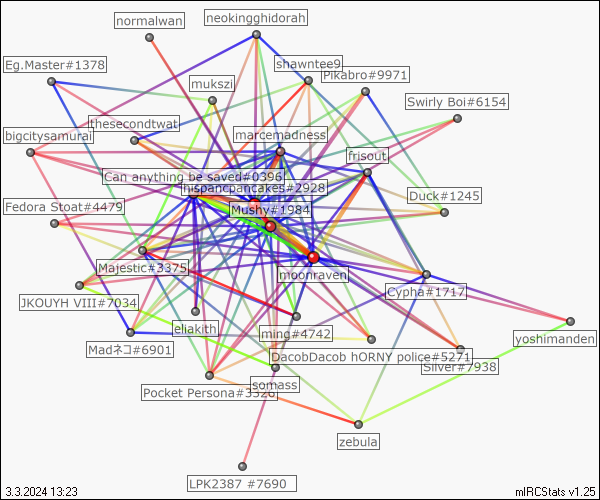 normalwan
neokingghidorah
Eg.Master#1378
shawntee9
Pikabro#9971
mukszi
Swirly Boi#6154
thesecondtwat
bigcitysamurai
marcemadness
frisout
Can anything be saved#0396
hispancpancakes#2928
Duck#1245
Fedora Stoat#4479
Mushy#1984
Majestic#3375
moonraven
Cypha#1717
JKOUYH VIII#7034
eliakith
ming#4742
yoshimanden
Madネコ#6901
DacobDacob hORNY police#5271
Silver#7938
Pocket Persona#3326
somass
zebula
LPK2387 #7690
3.3.2024 13:23
mIRCStats v1.25